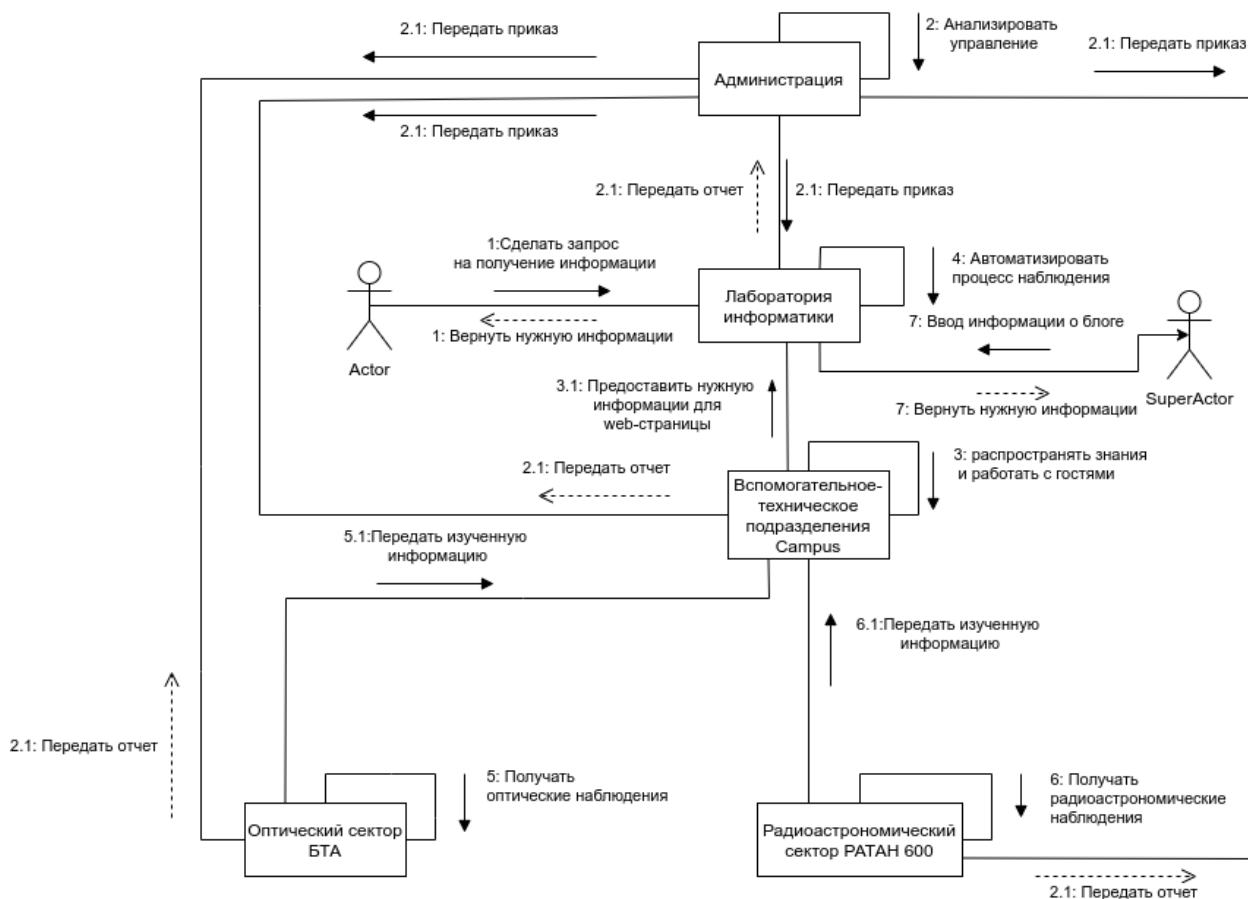 2.1: Передать приказ
2: Анализировать
управление
2.1: Передать приказ
Администрация
2.1: Передать приказ
2.1: Передать отчет
2.1: Передать приказ
1:Сделать запрос
на получение информации
4: Автоматизировать
процесс наблюдения
Лаборатория
информатики
7: Ввод информации о блоге
1: Вернуть нужную информации
Actor
3.1: Предоставить нужную
информации для
web-страницы
7: Вернуть нужную информации
SuperActor
2.1: Передать отчет
3: распространять знания
и работать с гостями
Вспомогательное-
техническое
подразделения
Campus
5.1:Передать изученную
информацию
6.1:Передать изученную
информацию
2.1: Передать отчет
5: Получать
оптические наблюдения
6: Получать
радиоастрономические
наблюдения
Оптический сектор
БТА
Радиоастрономический
сектор РАТАН 600
2.1: Передать отчет